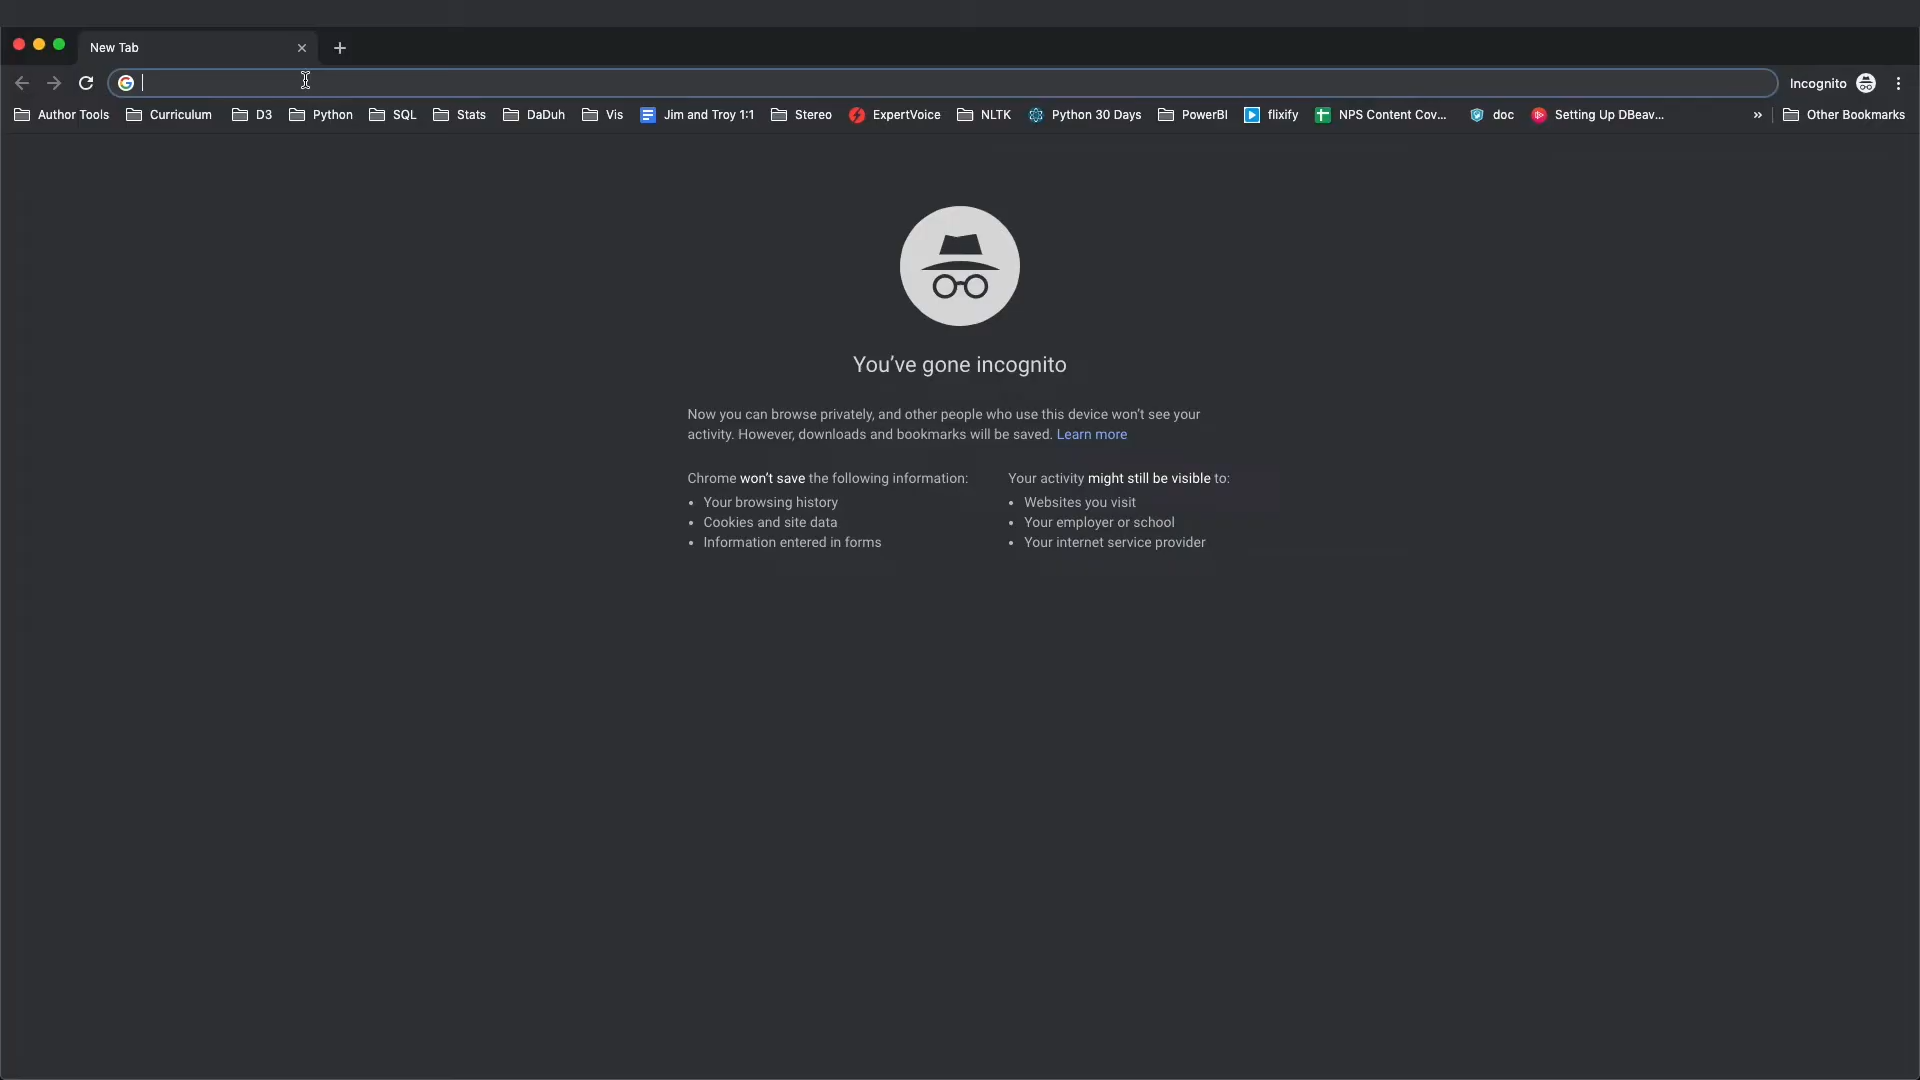 New Tab
Incognito
Author Tools Curriculum D3 Python SQL Stats DaDuh Vis Jim and Troy 1:1 Stereo ExpertVoice NLTK Python 30 Days PowerBI flixify NPS Content Cov... doc Setting Up DBeav... » Other Bookmarks
You've gone incognito
Now you can browse privately, and other people who use this device won't see your
activity. However, downloads and bookmarks will be saved. Learn more
Chrome won't save the following information:
• Your browsing history
• Cookies and site data
• Information entered in forms
Your activity might still be visible to:
• Websites you visit
• Your employer or school
• Your internet service provider